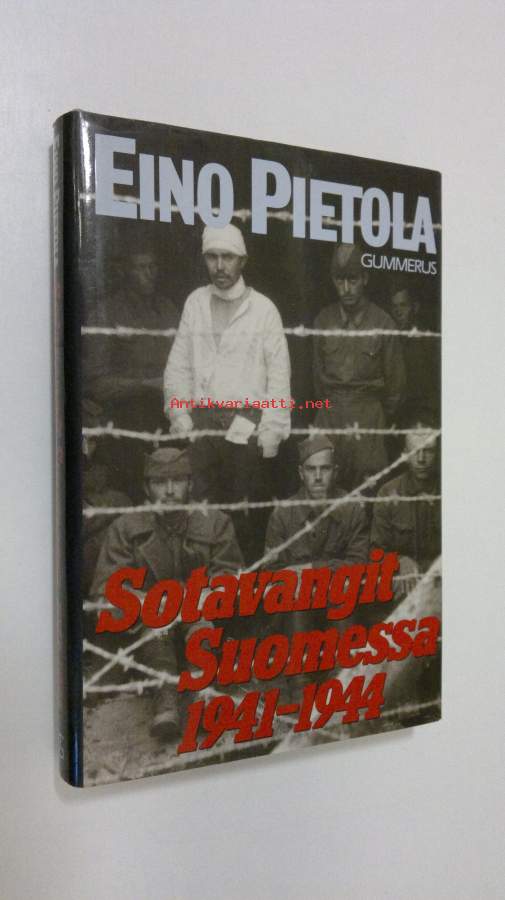 EINO PIETOLA
GUMMERUS
Antikvariaatti.net
Sotavangit
Suomessa
1941–1944